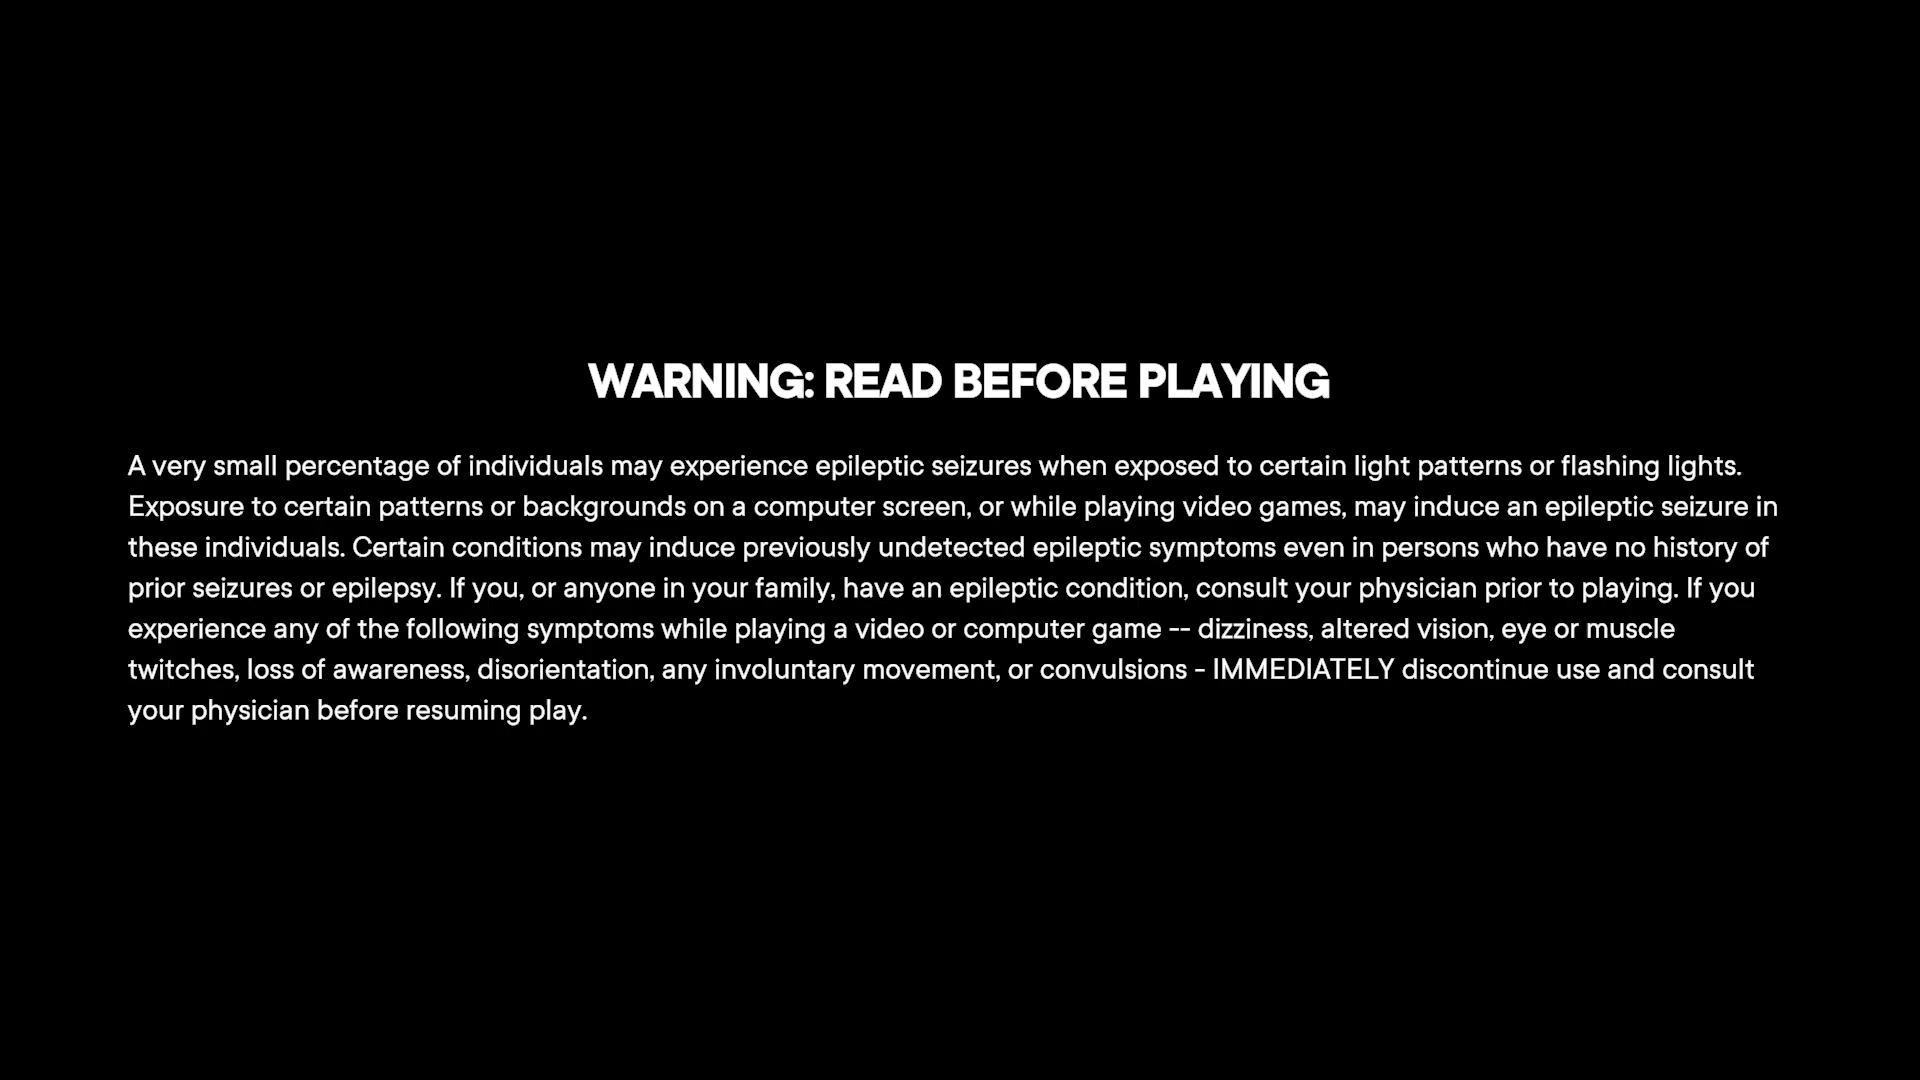 WARNING: READ BEFORE PLAYING
A very small percentage of individuals may experience epileptic seizures when exposed to certain light patterns or flashing lights.
Exposure to certain patterns or backgrounds on a computer screen, or while playing video games, may induce an epileptic seizure in
these individuals. Certain conditions may induce previously undetected epileptic symptoms even in persons who have no history of
prior seizures or epilepsy. If you, or anyone in your family, have an epileptic condition, consult your physician prior to playing. If you
experience any of the following symptoms while playing a video or computer game -- dizziness, altered vision, eye or muscle
twitches, loss of awareness, disorientation, any involuntary movement, or convulsions - IMMEDIATELY discontinue use and consult
your physician before resuming play.